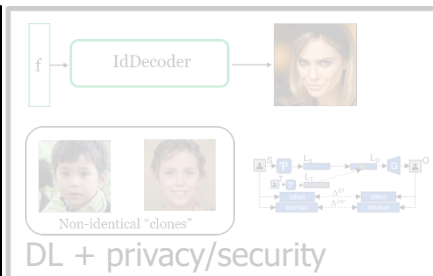 f
IdDecoder
Non-identical "clones"
S
P
L
L
G
O
T
P
L
DL + privacy/security